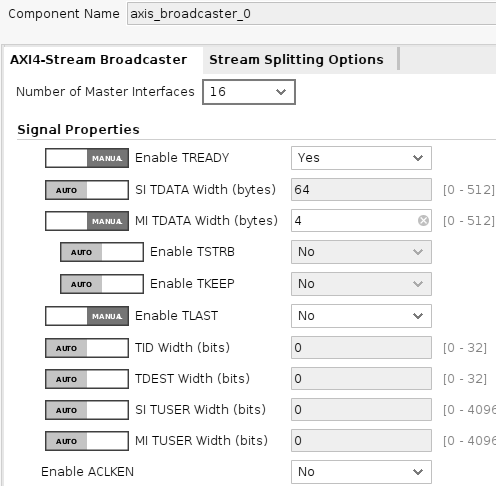 Component Name axis_broadcaster_0
AXI4-Stream Broadcaster Stream Splitting Options
Number of Master Interfaces 16
Signal Properties
MANUAL Enable TREADY Yes
AUTO SI TDATA Width (bytes) 64 [0 - 512]
MANUAL MI TDATA Width (bytes) 4 [0 - 512]
AUTO Enable TSTRB No
AUTO Enable TKEEP No
MANUAL Enable TLAST No
AUTO TID Width (bits) 0 [0 - 32]
AUTO TDEST Width (bits) 0 [0 - 32]
AUTO SI TUSER Width (bits) 0 [0 - 4096
AUTO MI TUSER Width (bits) 0 [0 - 4096
Enable ACLKEN No